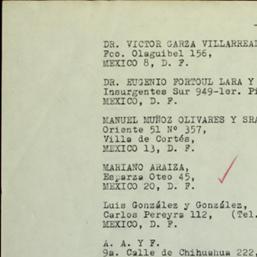 DR. VICTOR GARZA VILLARREAL
Fco. Olaguibel 156,
MEXICO 8, D. F.
DR. EUGENIO FORTOUL LARA Y
Insurgentes Sur 949-1er. Pi
MEXICO, D. F.
MANUEL MUÑOZ OLIVARES Y SRA
Oriente 51 Nº 357,
Villa de Cortés,
MEXICO 13, D. F.
MARIANO ARAIZA,
Esparza Oteo 45,
MEXICO 20, D. F.
Luis González y González,
Carlos Pereyra 112, (Tel.
MEXICO, D. F.
A. A. Y F.
9a. Calle de Chihuahua 222,